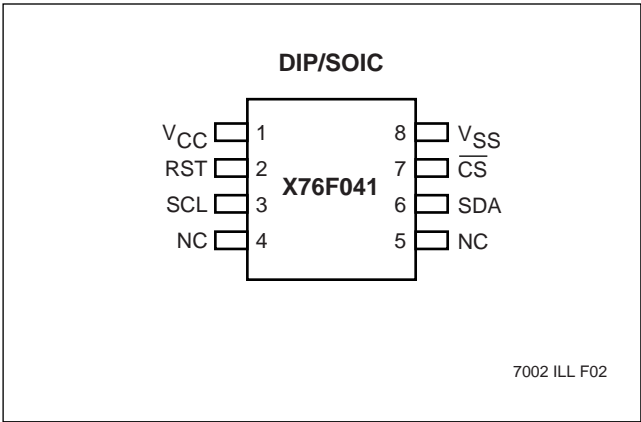 DIP/SOIC
VCC 1 8 VSS
RST 2 7 C̅S̅
X76F041
SCL 3 6 SDA
NC 4 5 NC
7002 ILL F02